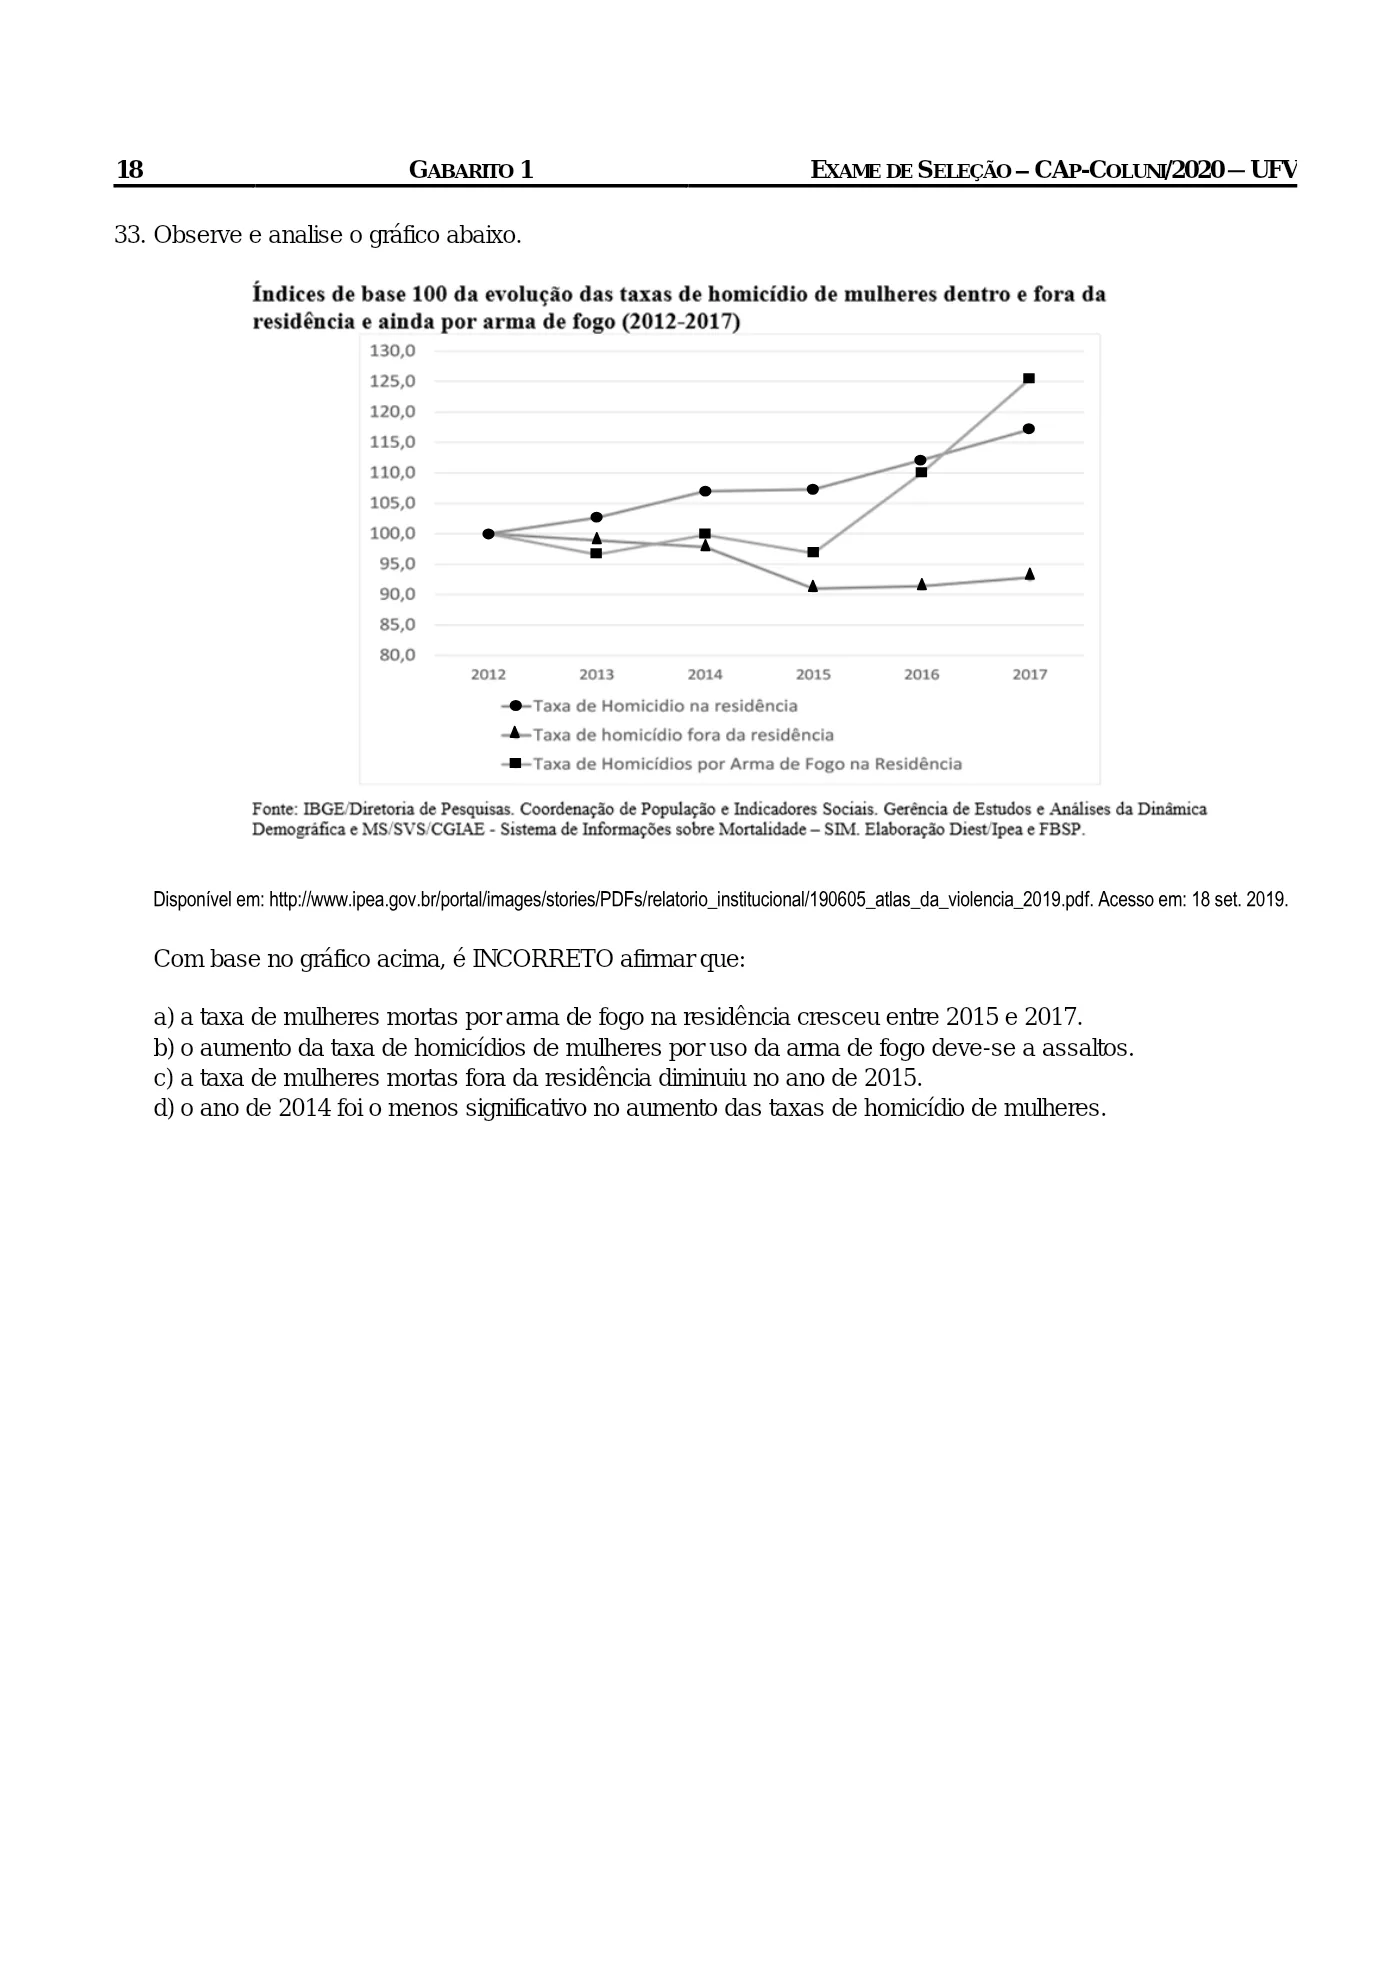 18 GABARITO 1 EXAME DE SELEÇÃO – CAP-COLUNI/2020 — UFV
33. Observe e analise o gráfico abaixo.
Índices de base 100 da evolução das taxas de homicídio de mulheres dentro e fora da
residência e ainda por arma de fogo (2012-2017)
130,0
125,0
120,0
115,0
110,0
105,0
100,0
95,0
90,0
85,0
80,0
2012 2013 2014 2015 2016 2017
Taxa de Homicidio na residência
Taxa de homicídio fora da residência
Taxa de Homicídios por Arma de Fogo na Residência
Fonte: IBGE/Diretoria de Pesquisas. Coordenação de População e Indicadores Sociais. Gerência de Estudos e Análises da Dinâmica
Demográfica e MS/SVS/CGIAE - Sistema de Informações sobre Mortalidade – SIM. Elaboração Diest/Ipea e FBSP.
Disponível em: http://www.ipea.gov.br/portal/images/stories/PDFs/relatorio_institucional/190605_atlas_da_violencia_2019.pdf. Acesso em: 18 set. 2019.
Com base no gráfico acima, é INCORRETO afirmar que:
a) a taxa de mulheres mortas por arma de fogo na residência cresceu entre 2015 e 2017.
b) o aumento da taxa de homicídios de mulheres por uso da arma de fogo deve-se a assaltos.
c) a taxa de mulheres mortas fora da residência diminuiu no ano de 2015.
d) o ano de 2014 foi o menos significativo no aumento das taxas de homicídio de mulheres.